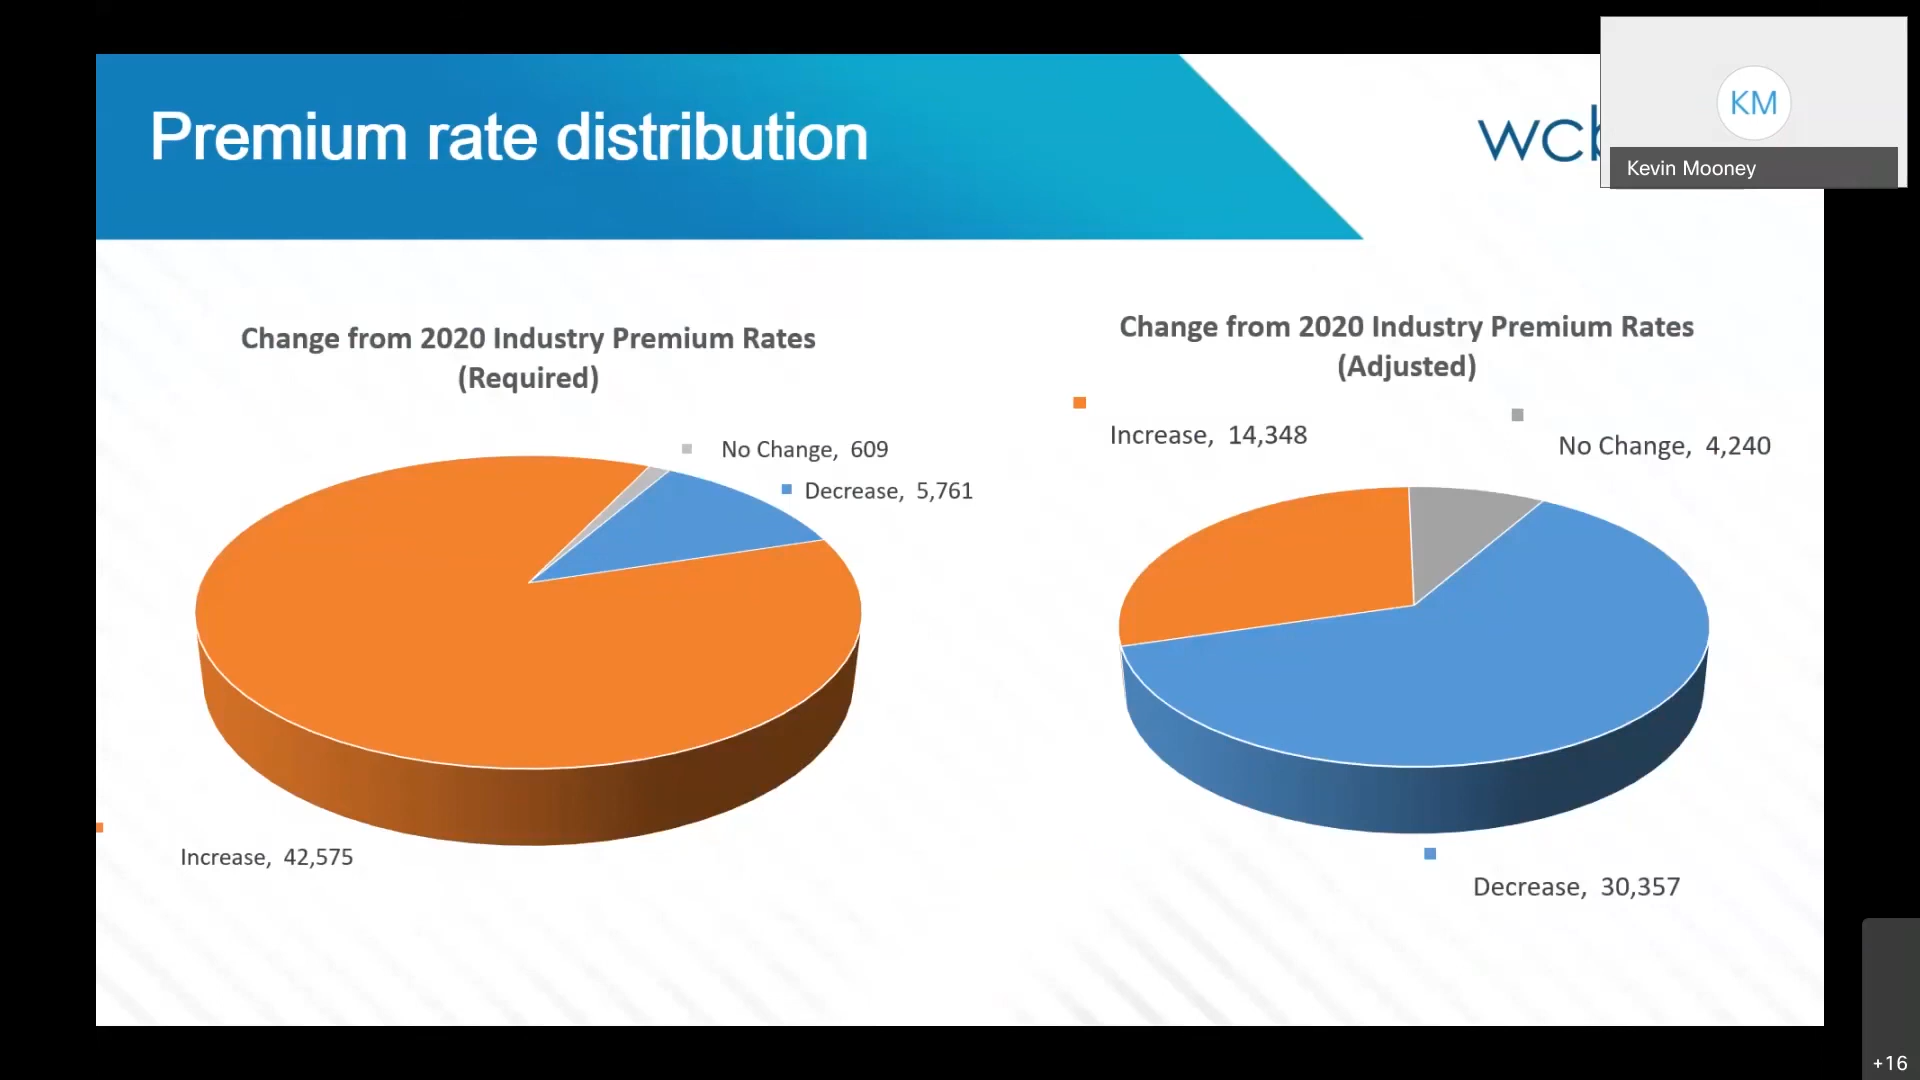 Premium rate distribution
KM
Kevin Mooney
Change from 2020 Industry Premium Rates
(Required)
No Change, 609
Decrease, 5,761
Increase, 42,575
Change from 2020 Industry Premium Rates
(Adjusted)
Increase, 14,348
No Change, 4,240
Decrease, 30,357
+16